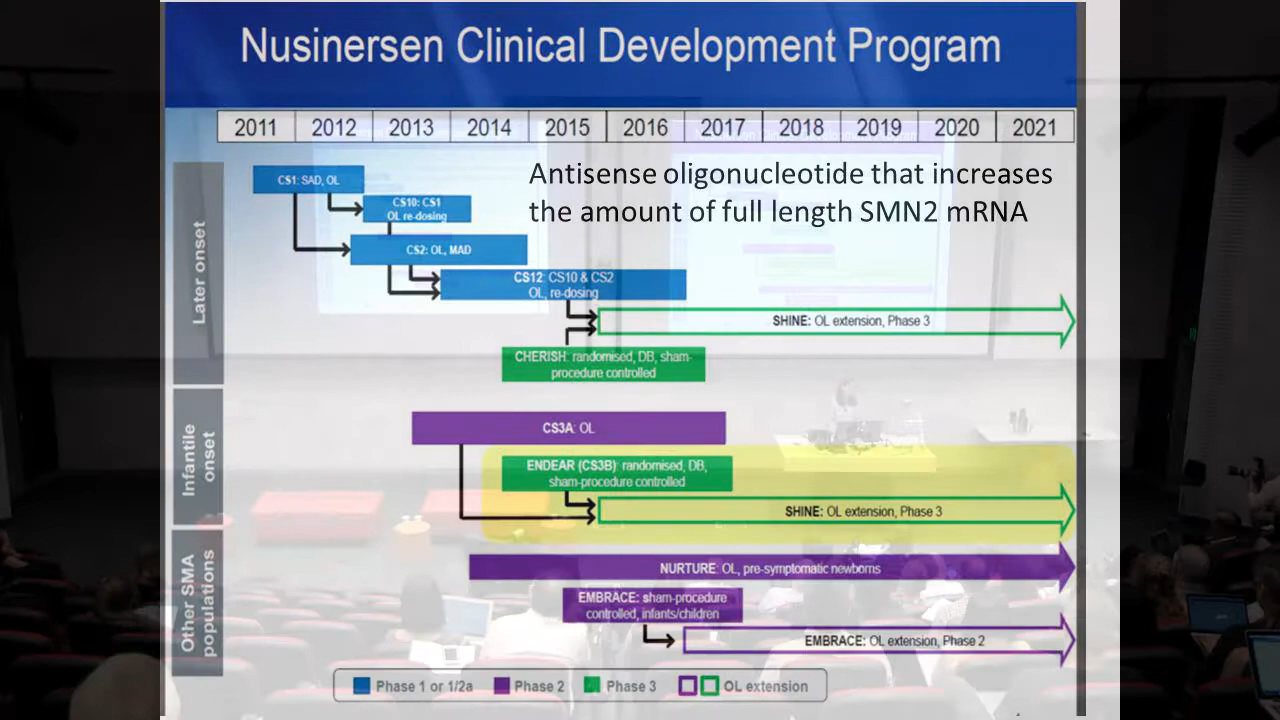 Nusinersen Clinical Development Program
2011 2012 2013 2014 2015 2016 2017 2018 2019 2020 2021
Antisense oligonucleotide that increases
the amount of full length SMN2 mRNA
Later onset
CS1: SAD, OL
CS10: CS1
OL re-dosing
CS2: OL, MAD
CS12: CS10 & CS2
OL, re-dosing
SHINE: OL extension, Phase 3
CHERISH: randomised, DB, sham-
procedure controlled
Infantile
onset
CS3A: OL
ENDEAR (CS3B): randomised, DB,
sham-procedure controlled
SHINE: OL extension, Phase 3
Other SMA
populations
NURTURE: OL, pre-symptomatic newborns
EMBRACE: sham-procedure
controlled, infants/children
EMBRACE: OL extension, Phase 2
Phase 1 or 1/2a Phase 2 Phase 3 OL extension